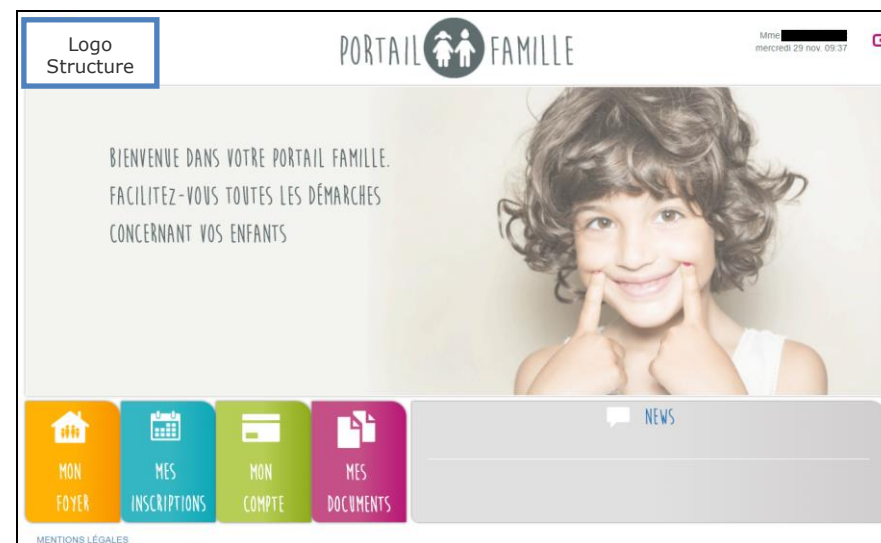 Logo
Structure
PORTAIL FAMILLE
Mme
mercredi 29 nov. 09:37
BIENVENUE DANS VOTRE PORTAIL FAMILLE.
FACILITEZ-VOUS TOUTES LES DÉMARCHES
CONCERNANT VOS ENFANTS
MON
FOYER
MES
INSCRIPTIONS
MON
COMPTE
MES
DOCUMENTS
NEWS
MENTIONS LÉGALES